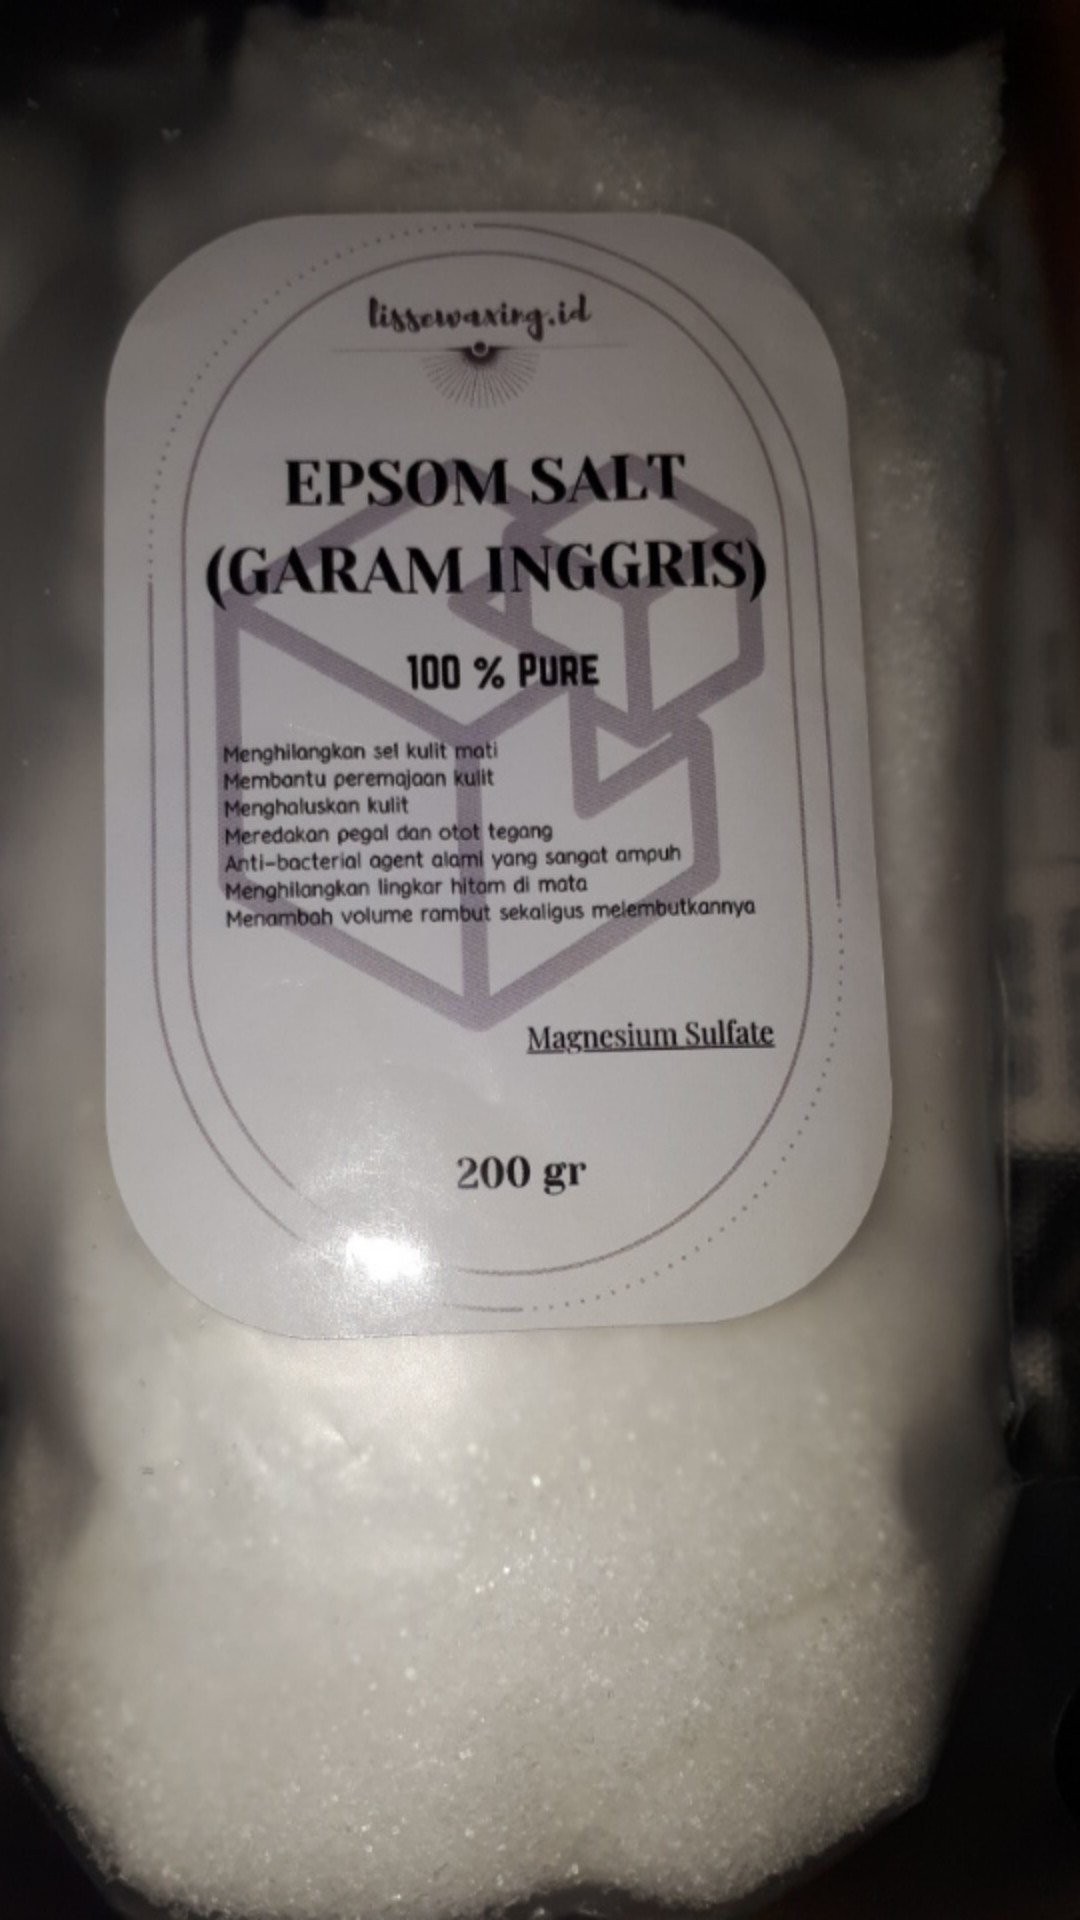 lissewaxing.id
EPSOM SALT
(GARAM INGGRIS)
100 % PURE
Menghilangkan sel kulit mati
Membantu peremajaan kulit
Menghaluskan kulit
Meredakan pegal dan otot tegang
Anti-bacterial agent alami yang sangat ampuh
Menghilangkan lingkar hitam di mata
Menambah volume rambut sekaligus melembutkannya
Magnesium Sulfate
200 gr